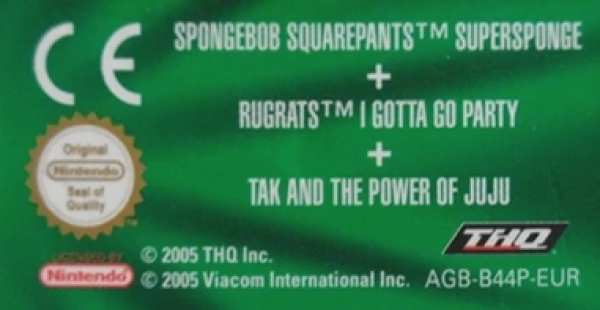 CE
SPONGEBOB SQUAREPANTS™ SUPERSPONGE
+
RUGRATS™ I GOTTA GO PARTY
+
TAK AND THE POWER OF JUJU
Original
Nintendo
Seal of
Quality
TM
THQ
LICENSED BY
Nintendo
© 2005 THQ Inc.
© 2005 Viacom International Inc. AGB-B44P-EUR